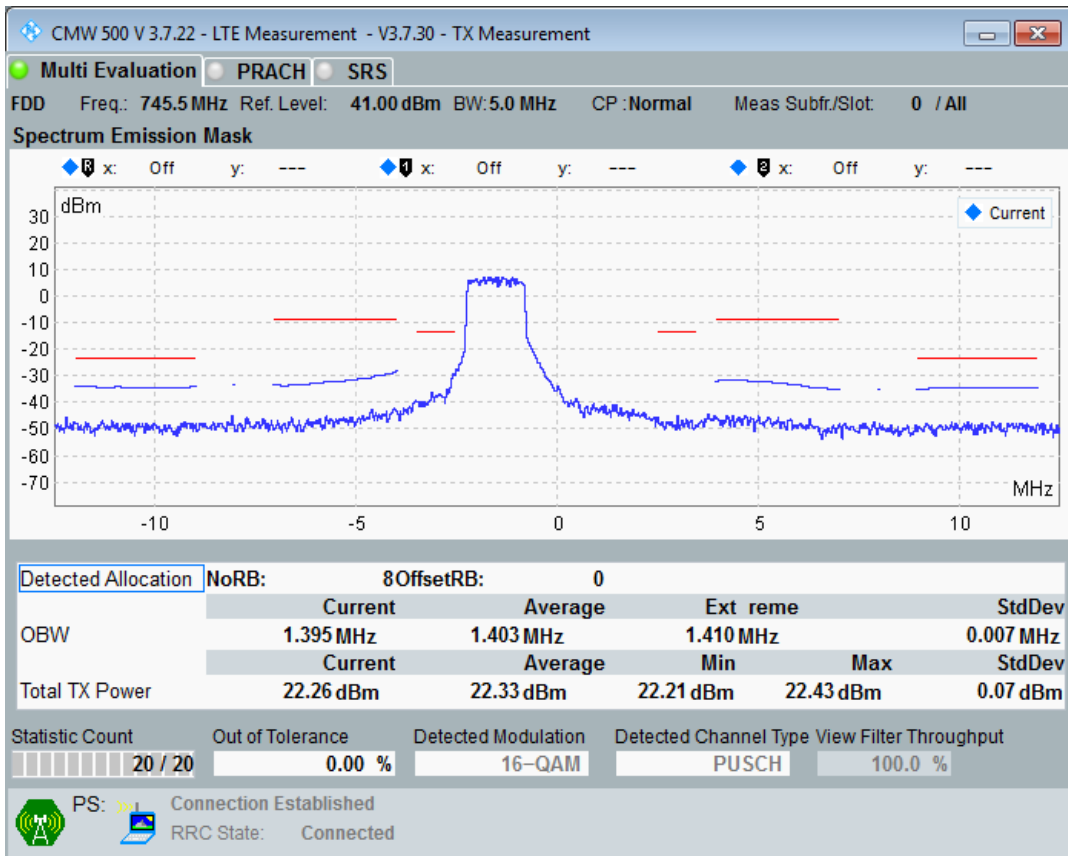 CMW 500 V 3.7.22 - LTE Measurement - V3.7.30 - TX Measurement
Multi Evaluation PRACH SRS
FDD Freq.: 745.5 MHz Ref. Level: 41.00 dBm BW: 5.0 MHz CP :Normal Meas Subfr./Slot: 0 / All
Spectrum Emission Mask
R x: Off y: --- 1 x: Off y: --- 2 x: Off y: ---
dBm
Current
30
20
10
0
-10
-20
-30
-40
-50
-60
-70
MHz
-10 -5 0 5 10
Detected Allocation NoRB: 8 OffsetRB: 0
Current Average Ext reme StdDev
OBW 1.395 MHz 1.403 MHz 1.410 MHz 0.007 MHz
Current Average Min Max StdDev
Total TX Power 22.26 dBm 22.33 dBm 22.21 dBm 22.43 dBm 0.07 dBm
Statistic Count Out of Tolerance Detected Modulation Detected Channel Type View Filter Throughput
20 / 20 0.00 % 16-QAM PUSCH 100.0 %
PS: Connection Established
RRC State: Connected